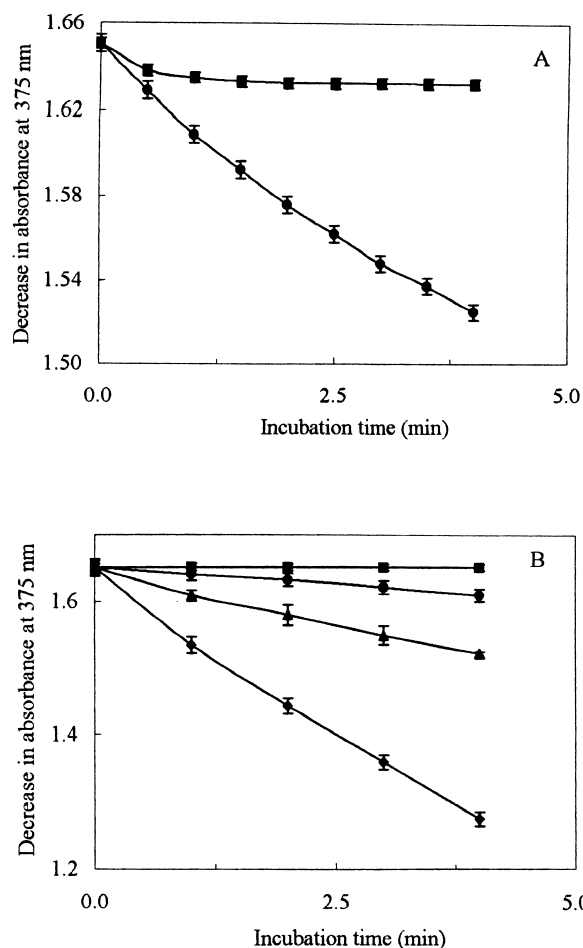 A
Decrease in absorbance at 375 nm
1.66
1.62
1.58
1.54
1.50
0.0 2.5 5.0
Incubation time (min)
B
Decrease in absorbance at 375 nm
1.6
1.4
1.2
0.0 2.5 5.0
Incubation time (min)